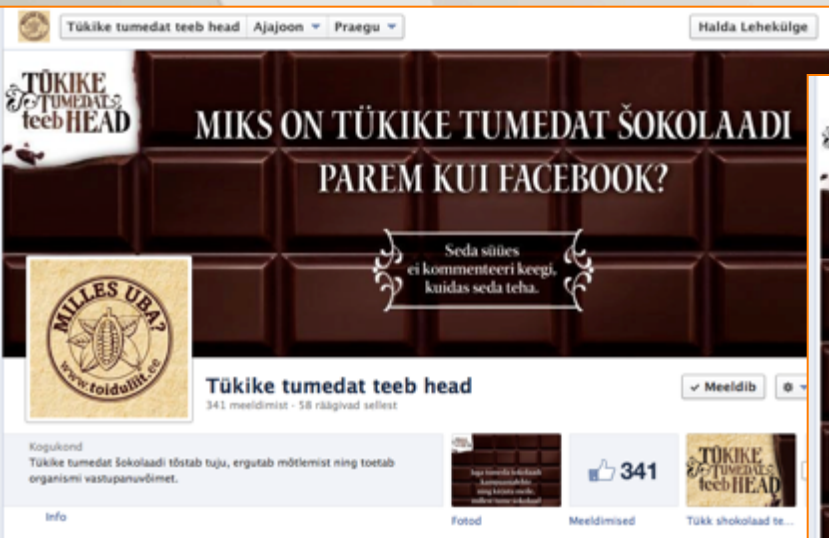 Tükike tumedat teeb head Ajajoon Praegu Halda Lehekülge
TÜKIKE
TUMEDAT
teeb HEAD
MIKS ON TÜKIKE TUMEDAT ŠOKOLAADI
PAREM KUI FACEBOOK?
Seda süües
ei kommenteeri keegi,
kuidas seda teha.
MILLES UBA?
www.toiduliit.ee
Tükike tumedat teeb head
341 meeldimist · 58 räägivad sellest
Meeldib
Kogukond
Tükike tumedat šokolaadi tõstab tuju, ergutab mõtlemist ning toetab
organismi vastupanuvõimet.
Info
341
TÜKIKE
TUMEDAT
teeb HEAD
Fotod
Meeldimised
Tükk shokolaad te...